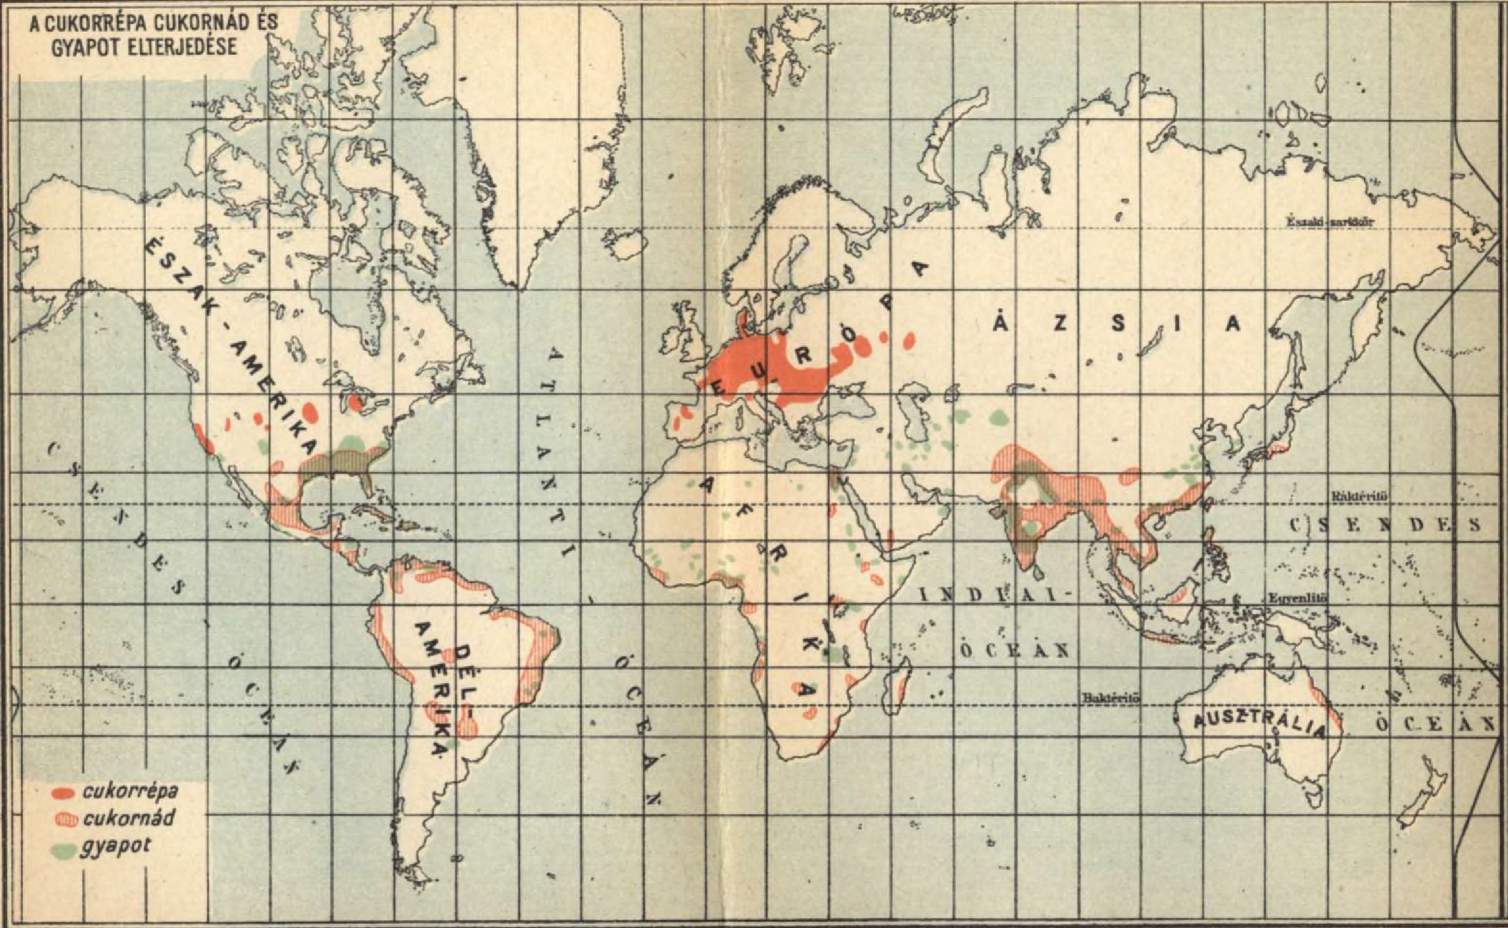 A CUKORRÉPA CUKORNÁD ÉS
GYAPOT ELTERJEDÉSE
ÉSZAK-AMERIKA
DÉL-
AMERIKA
EURÓPA
ÁZSIA
AFRIKA
AUSZTRÁLIA
CSENDES
ÓCEÁN
ATLANTI
ÓCEÁN
INDIAI-
ÓCEÁN
CSENDES
ÓCEÁN
Északi-sarkkör
Ráktérítő
Egyenlítő
Baktérítő
cukorrépa
cukornád
gyapot